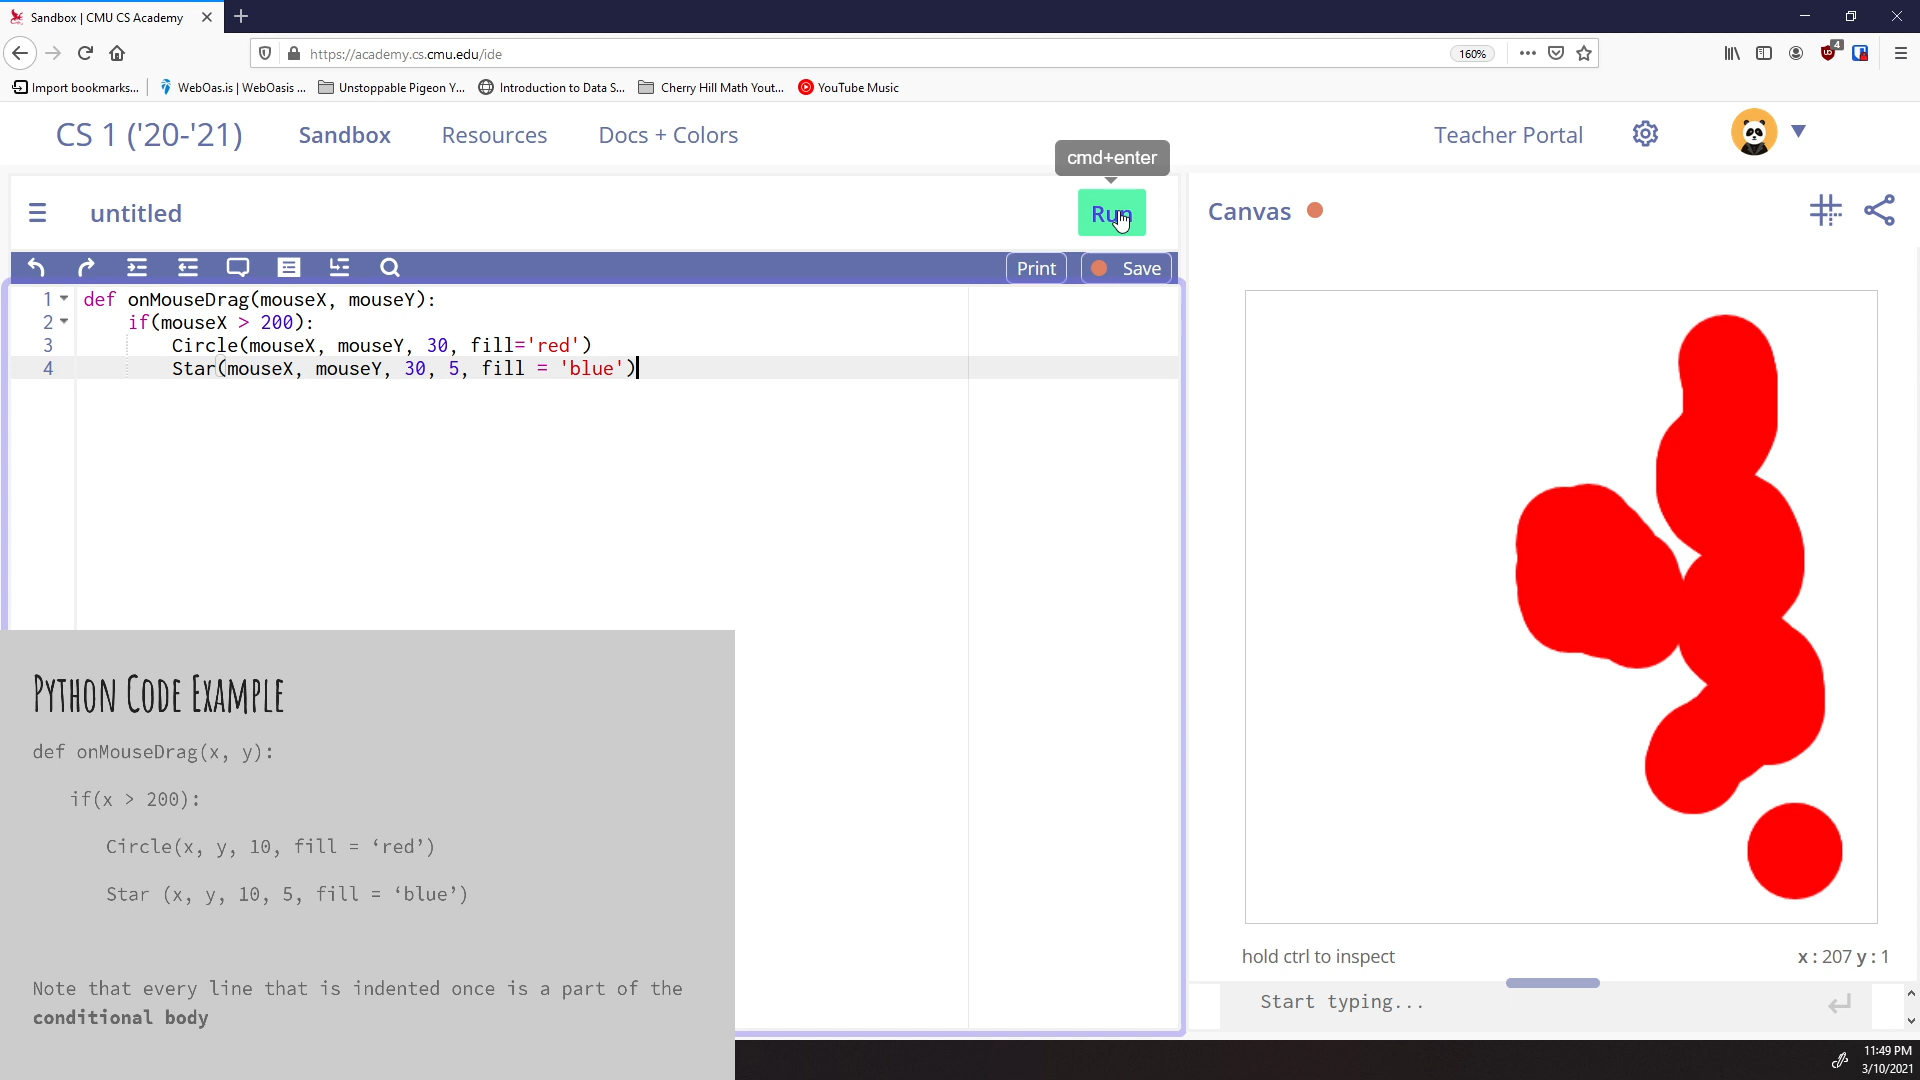 Sandbox | CMU CS Academy
https://academy.cs.cmu.edu/ide
160%
4
Import bookmarks...
WebOas.is | WebOasis ...
Unstoppable Pigeon Y...
Introduction to Data S...
Cherry Hill Math Yout...
YouTube Music
CS 1 ('20-'21)
Sandbox
Resources
Docs + Colors
Teacher Portal
cmd+enter
untitled
Run
Canvas
Print
Save
1 def onMouseDrag(mouseX, mouseY):
2 if(mouseX > 200):
3 Circle(mouseX, mouseY, 30, fill='red')
4 Star(mouseX, mouseY, 30, 5, fill = 'blue')
PYTHON CODE EXAMPLE
def onMouseDrag(x, y):
if(x > 200):
Circle(x, y, 10, fill = ‘red’)
Star (x, y, 10, 5, fill = ‘blue’)
Note that every line that is indented once is a part of the
conditional body
hold ctrl to inspect
x : 207 y : 1
Start typing...
11:49 PM
3/10/2021